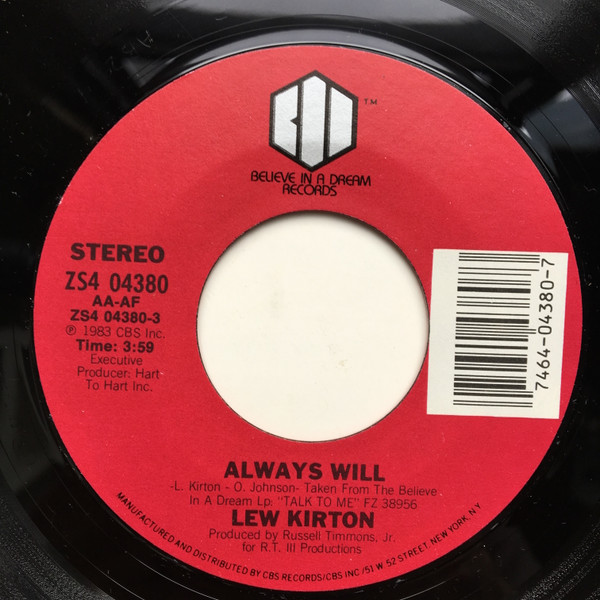 T.M.
BELIEVE IN A DREAM
RECORDS
STEREO
ZS4 04380
AA-AF
ZS4 04380-3
℗ 1983 CBS Inc.
Time: 3:59
Executive
Producer: Hart
To Hart Inc.
7464-04380-7
ALWAYS WILL
-L. Kirton - O. Johnson- Taken From The Believe
In A Dream Lp: "TALK TO ME" FZ 38956
LEW KIRTON
Produced by Russell Timmons, Jr.
for R.T. III Productions
MANUFACTURED AND DISTRIBUTED BY CBS RECORDS/CBS INC/51 W 52 STREET, NEW YORK, N.Y.